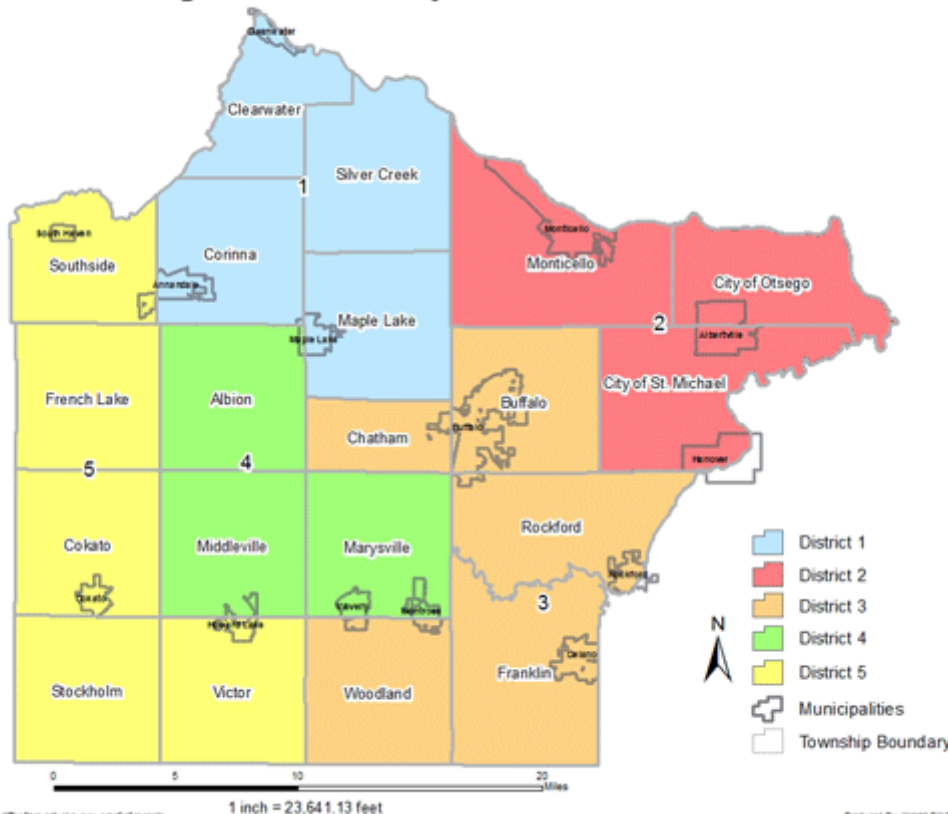 Clearwater
Clearwater
Silver Creek
1
South Haven
Southside
Corinna
Annandale
Monticello
Monticello
City of Otsego
Maple Lake
Maple Lake
2
Albertville
City of St. Michael
French Lake
Albion
Buffalo
Chatham
Buffalo
Hanover
5
4
Rockford
Cokato
Middleville
Marysville
Rockford
Cokato
Waverly
3
Stockholm
Victor
Woodland
Franklin
Delano
District 1
District 2
District 3
District 4
District 5
Municipalities
Township Boundary
N
0 5 10 20
Miles
1 inch = 23,641.13 feet